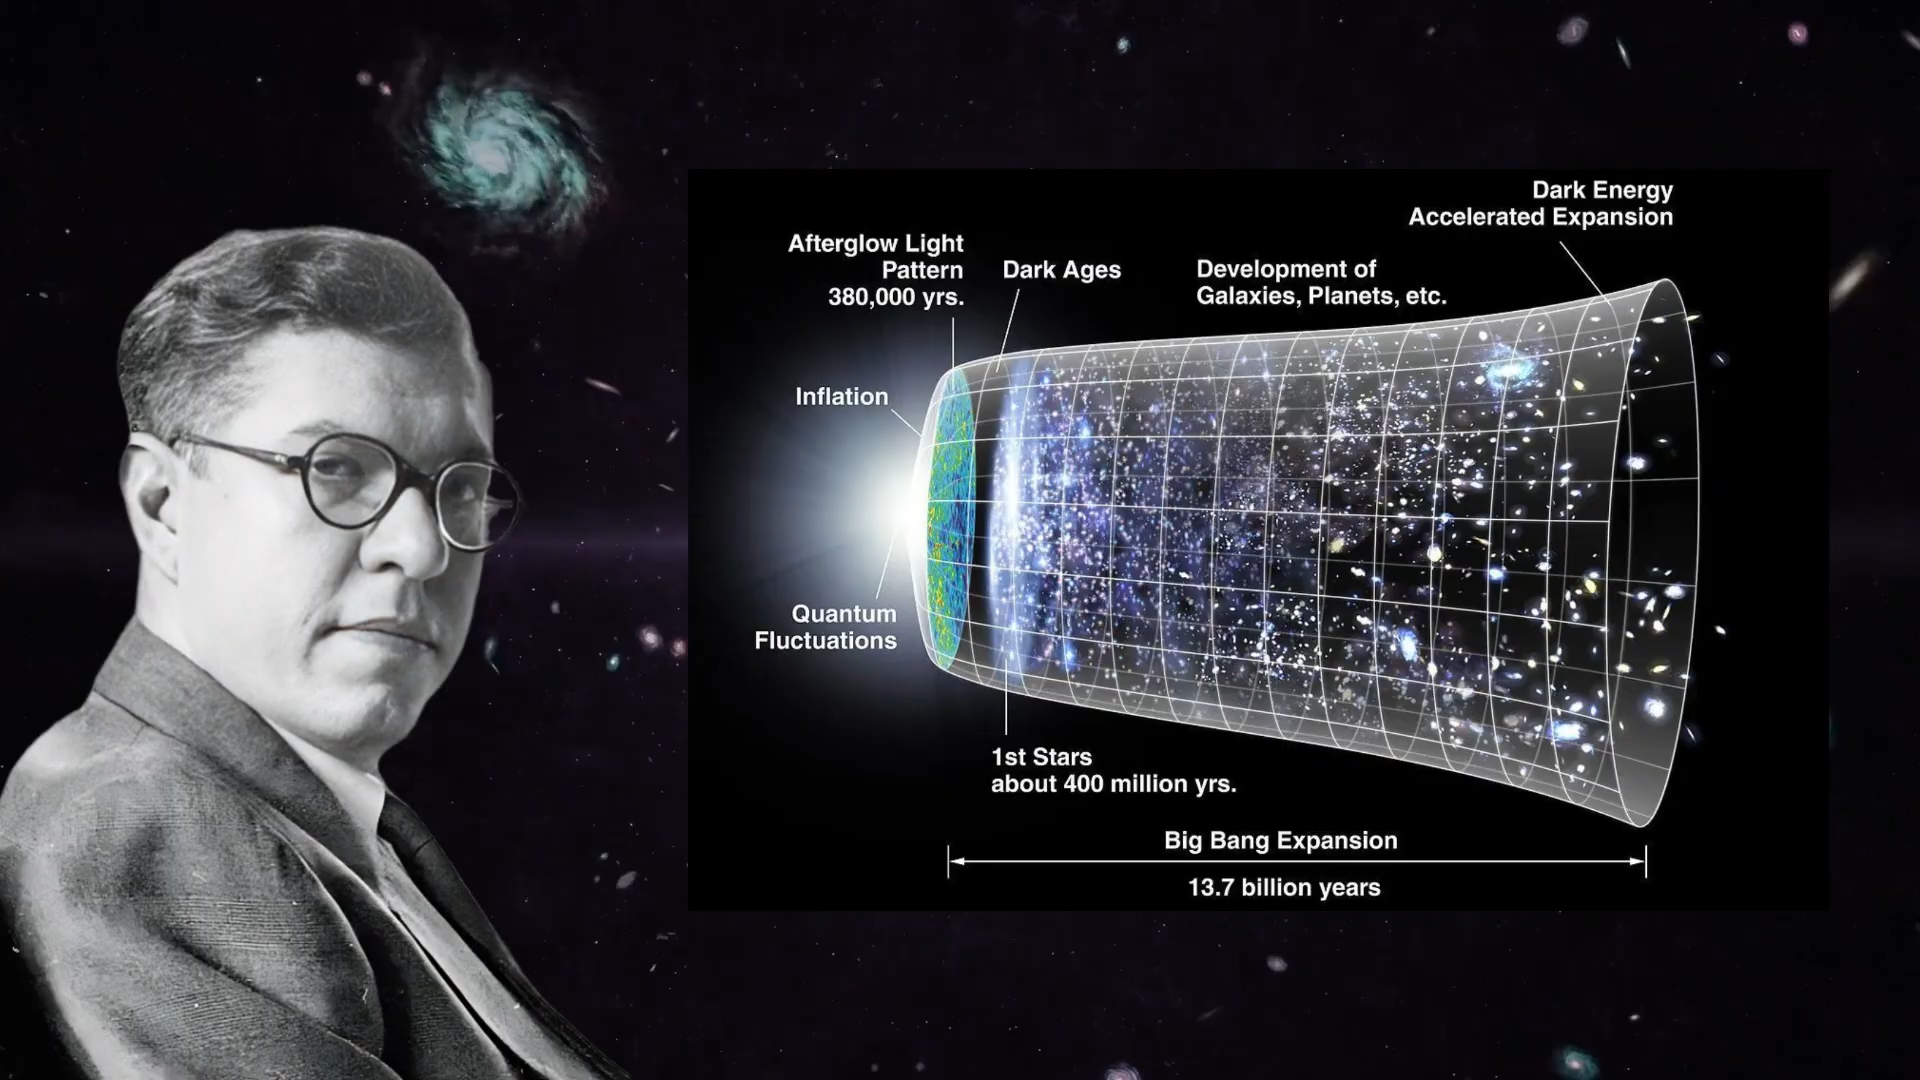 Dark Energy
Accelerated Expansion
Afterglow Light
Pattern
380,000 yrs.
Dark Ages
Development of
Galaxies, Planets, etc.
Inflation
Quantum
Fluctuations
1st Stars
about 400 million yrs.
Big Bang Expansion
13.7 billion years